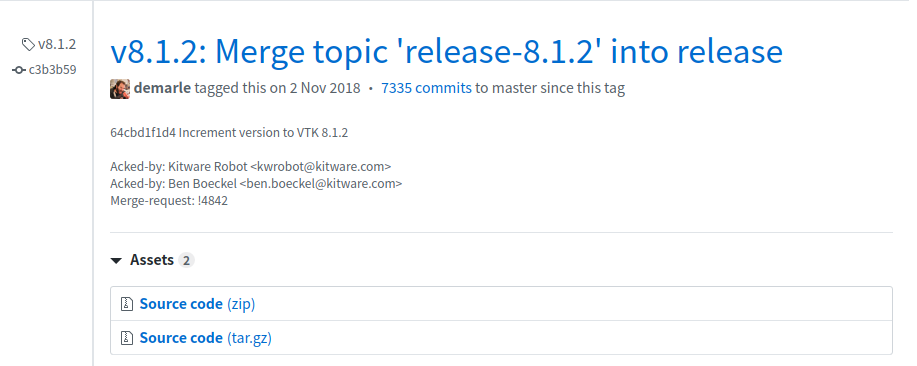 v8.1.2
c3b3b59
v8.1.2: Merge topic 'release-8.1.2' into release
demarle tagged this on 2 Nov 2018 • 7335 commits to master since this tag
64cbd1f1d4 Increment version to VTK 8.1.2
Acked-by: Kitware Robot <kwrobot@kitware.com>
Acked-by: Ben Boeckel <ben.boeckel@kitware.com>
Merge-request: !4842
Assets 2
Source code (zip)
Source code (tar.gz)